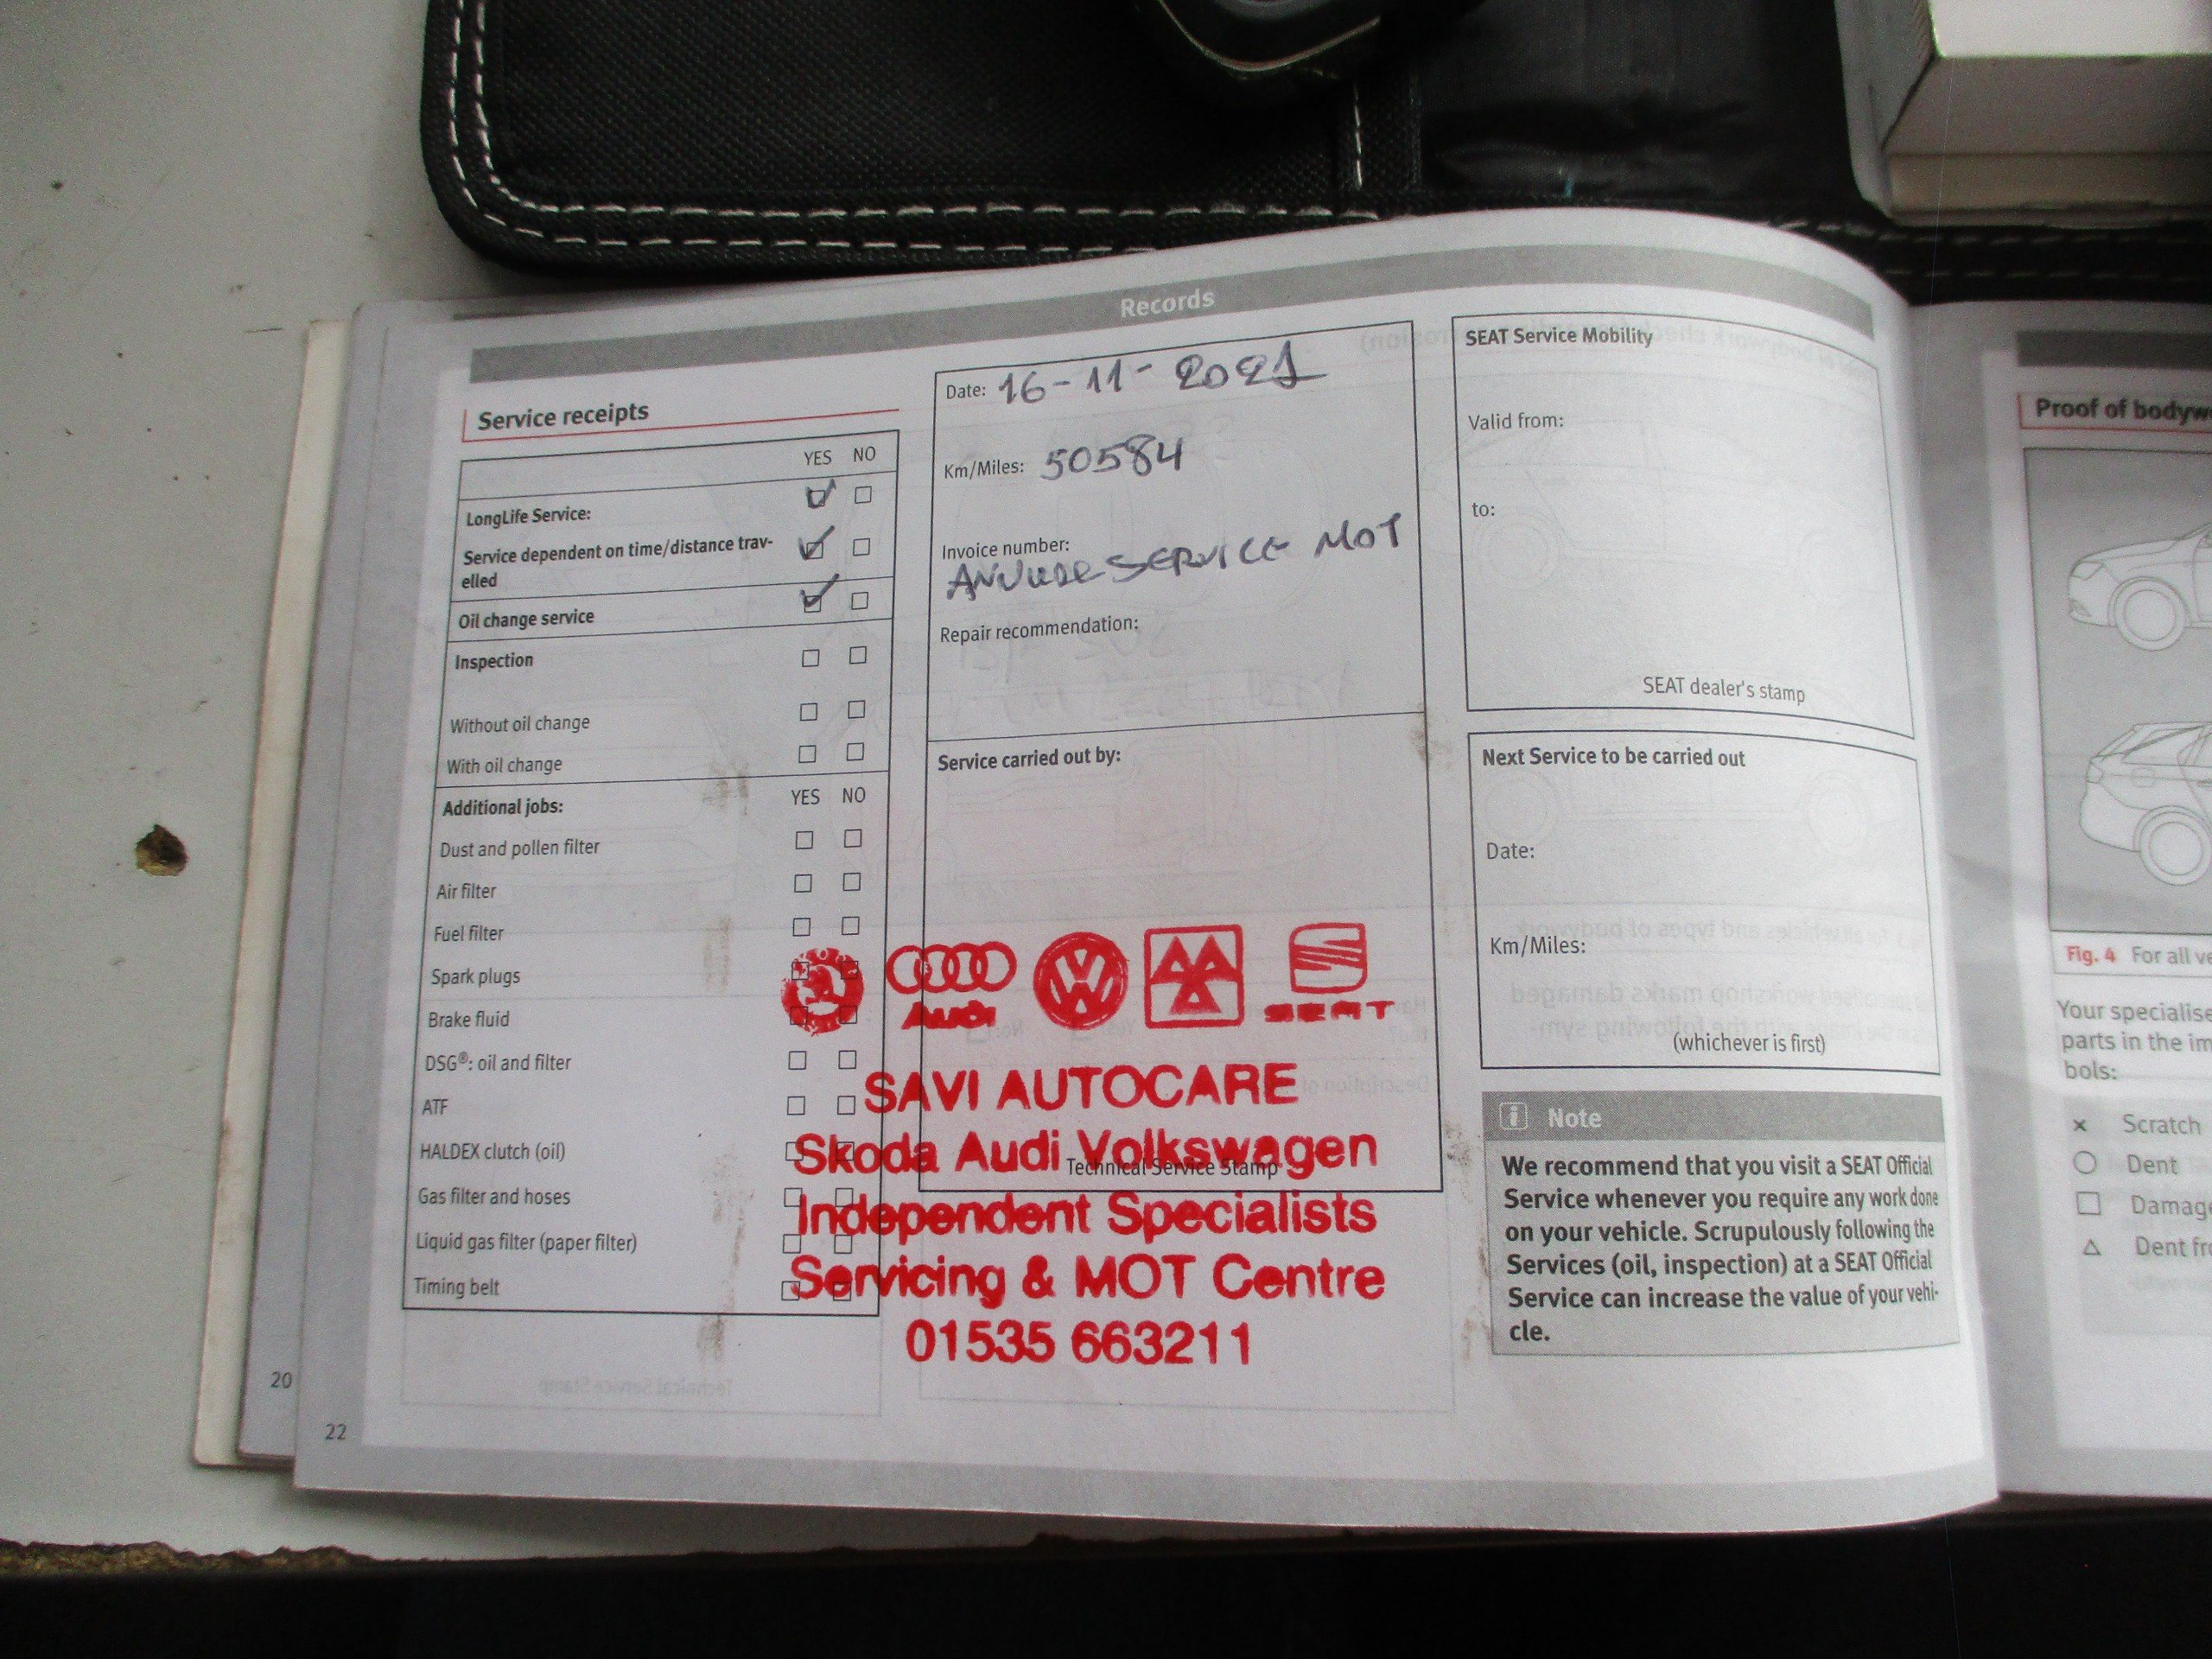 Records
Service receipts
YES NO
LongLife Service:
Service dependent on time/distance trav-
elled
Oil change service
Inspection
Without oil change
With oil change
Additional jobs: YES NO
Dust and pollen filter
Air filter
Fuel filter
Spark plugs
Brake fluid
DSG®: oil and filter
ATF
HALDEX clutch (oil)
Gas filter and hoses
Liquid gas filter (paper filter)
Timing belt
Date: 16-11-2021
Km/Miles: 50584
Invoice number:
SERVICE MOT
Repair recommendation:
Service carried out by:
Audi
SEAT
SAVI AUTOCARE
Skoda Audi Volkswagen
Technical Service Stamp
Independent Specialists
Servicing & MOT Centre
01535 663211
SEAT Service Mobility
Valid from:
to:
SEAT dealer's stamp
Next Service to be carried out
Date:
Km/Miles:
(whichever is first)
i Note
We recommend that you visit a SEAT Official
Service whenever you require any work done
on your vehicle. Scrupulously following the
Services (oil, inspection) at a SEAT Official
Service can increase the value of your vehi-
cle.
20
22
Proof of
Fig. 4 For all
Your
parts in the
bols:
Scratch
Dent
Dent